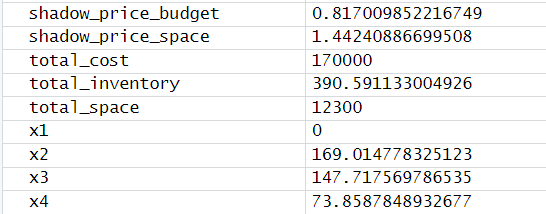 shadow_price_budget 0.817009852216749
shadow_price_space 1.44240886699508
total_cost 170000
total_inventory 390.591133004926
total_space 12300
x1 0
x2 169.014778325123
x3 147.717569786535
x4 73.8587848932677